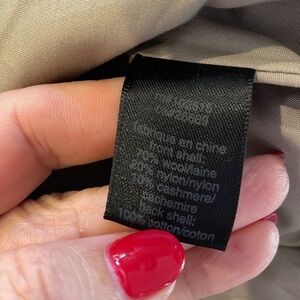 fabriqué en chine
front shell:
70% wool/laine
20% nylon/nylon
10% cashmere/
cachemire
back shell:
100% cotton/coton